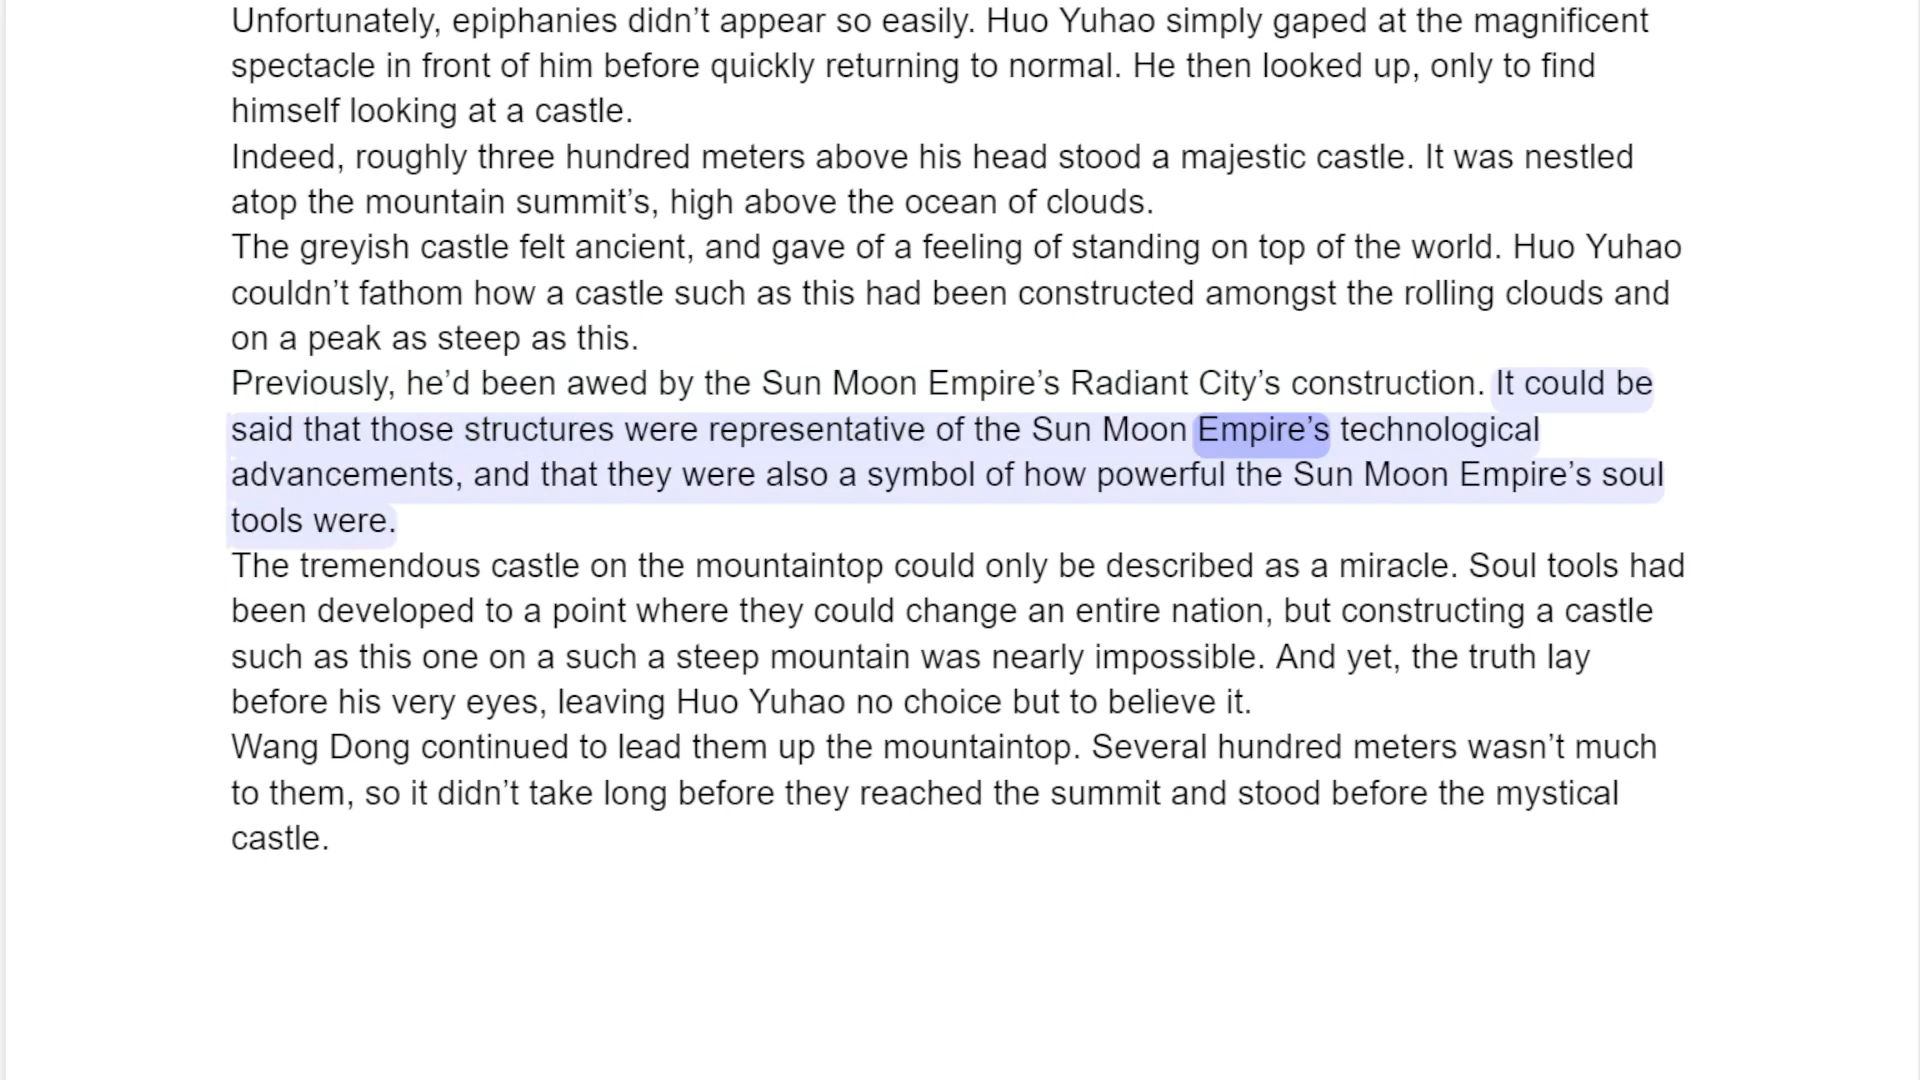 Unfortunately, epiphanies didn’t appear so easily. Huo Yuhao simply gaped at the magnificent
spectacle in front of him before quickly returning to normal. He then looked up, only to find
himself looking at a castle.
Indeed, roughly three hundred meters above his head stood a majestic castle. It was nestled
atop the mountain summit’s, high above the ocean of clouds.
The greyish castle felt ancient, and gave of a feeling of standing on top of the world. Huo Yuhao
couldn’t fathom how a castle such as this had been constructed amongst the rolling clouds and
on a peak as steep as this.
Previously, he’d been awed by the Sun Moon Empire’s Radiant City’s construction. It could be
said that those structures were representative of the Sun Moon Empire’s technological
advancements, and that they were also a symbol of how powerful the Sun Moon Empire’s soul
tools were.
The tremendous castle on the mountaintop could only be described as a miracle. Soul tools had
been developed to a point where they could change an entire nation, but constructing a castle
such as this one on a such a steep mountain was nearly impossible. And yet, the truth lay
before his very eyes, leaving Huo Yuhao no choice but to believe it.
Wang Dong continued to lead them up the mountaintop. Several hundred meters wasn’t much
to them, so it didn’t take long before they reached the summit and stood before the mystical
castle.